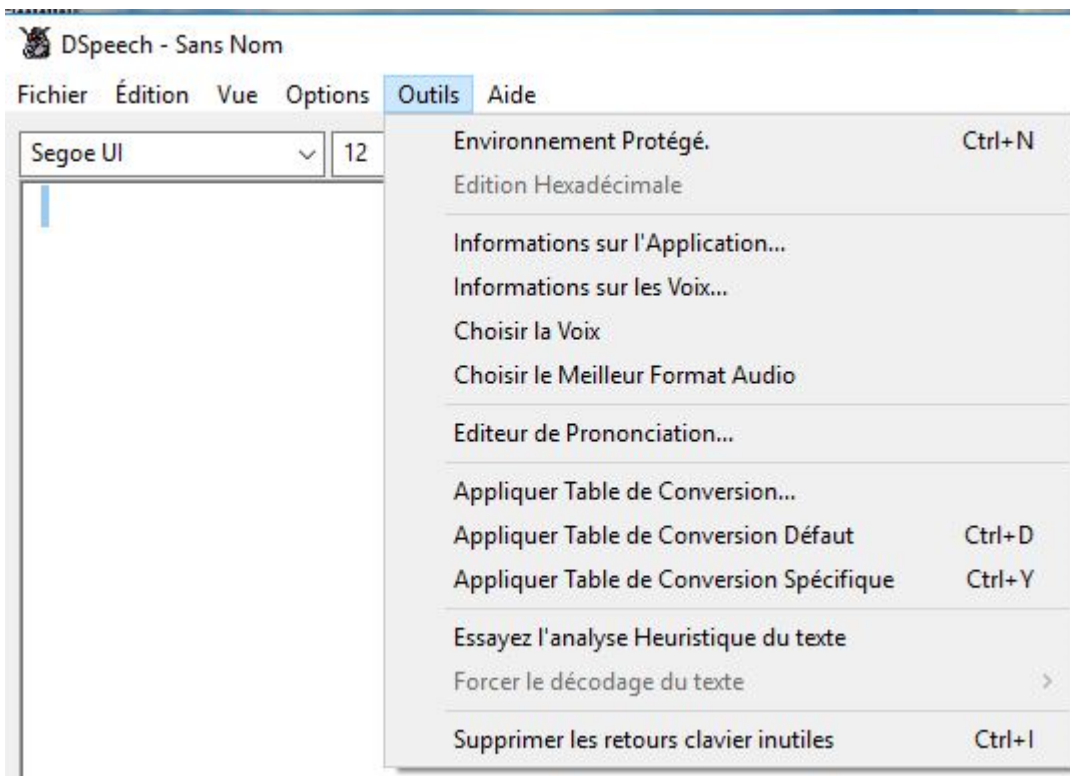 DSpeech - Sans Nom
Fichier Édition Vue Options Outils Aide
Segoe UI 12
Environnement Protégé. Ctrl+N
Edition Hexadécimale
Informations sur l'Application...
Informations sur les Voix...
Choisir la Voix
Choisir le Meilleur Format Audio
Editeur de Prononciation...
Appliquer Table de Conversion...
Appliquer Table de Conversion Défaut Ctrl+D
Appliquer Table de Conversion Spécifique Ctrl+Y
Essayez l'analyse Heuristique du texte
Forcer le décodage du texte
Supprimer les retours clavier inutiles Ctrl+I